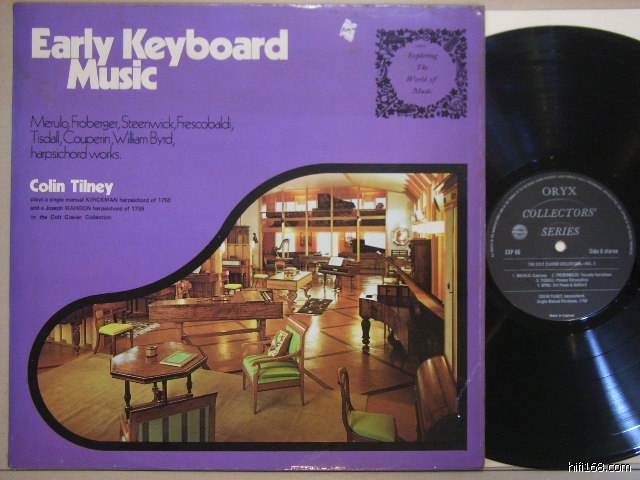 Early Keyboard
Music
Merulo, Froberger, Steenwick, Frescobaldi,
Tisdall, Couperin, William Byrd,
harpsichord works.
Colin Tilney
plays a single manual KIRCKMAN harpsichord of 1750
and a Joseph MAHOON harpsichord of 1738
in the Colt Clavier Collection
Exploring
The
World of
Music
ORYX
COLLECTORS'
SERIES
EXP
Side A stereo
THE COLT CLAVIER COLLECTION—VOL.
COLIN TILNEY, harpsichord
Single Manual Kirckman,
Made in England
hifi168.com